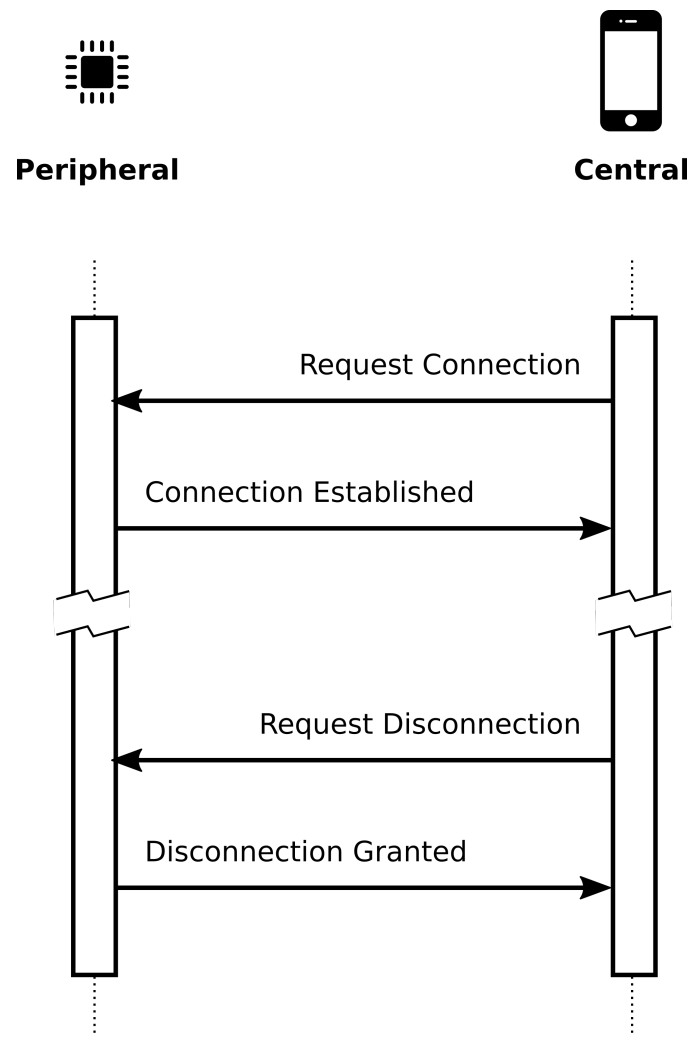 Peripheral
Central
Request Connection
Connection Established
Request Disconnection
Disconnection Granted